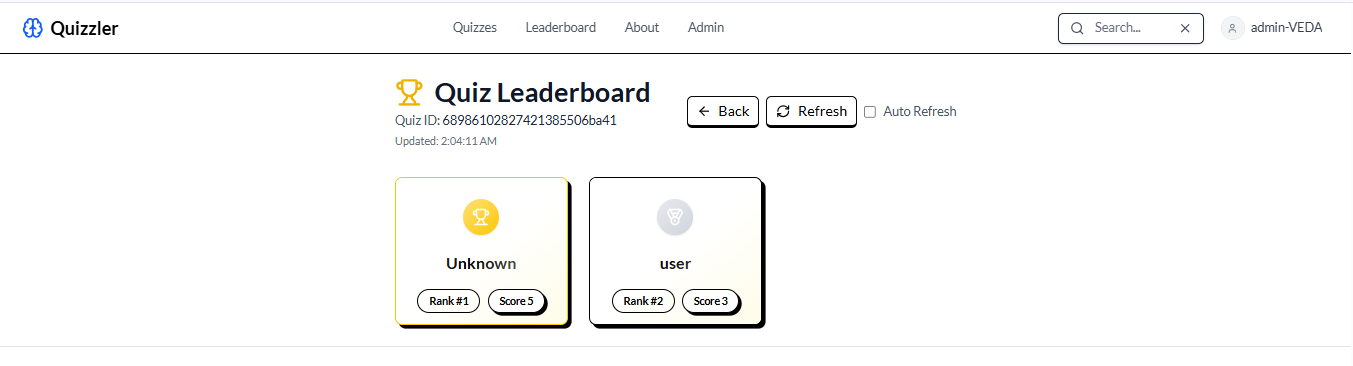 Quizzler
Quizzes Leaderboard About Admin
Search...
admin-VEDA
Quiz Leaderboard
Quiz ID: 68986102827421385506ba41
Updated: 2:04:11 AM
Back
Refresh
Auto Refresh
Unknown
Rank #1 Score 5
user
Rank #2 Score 3